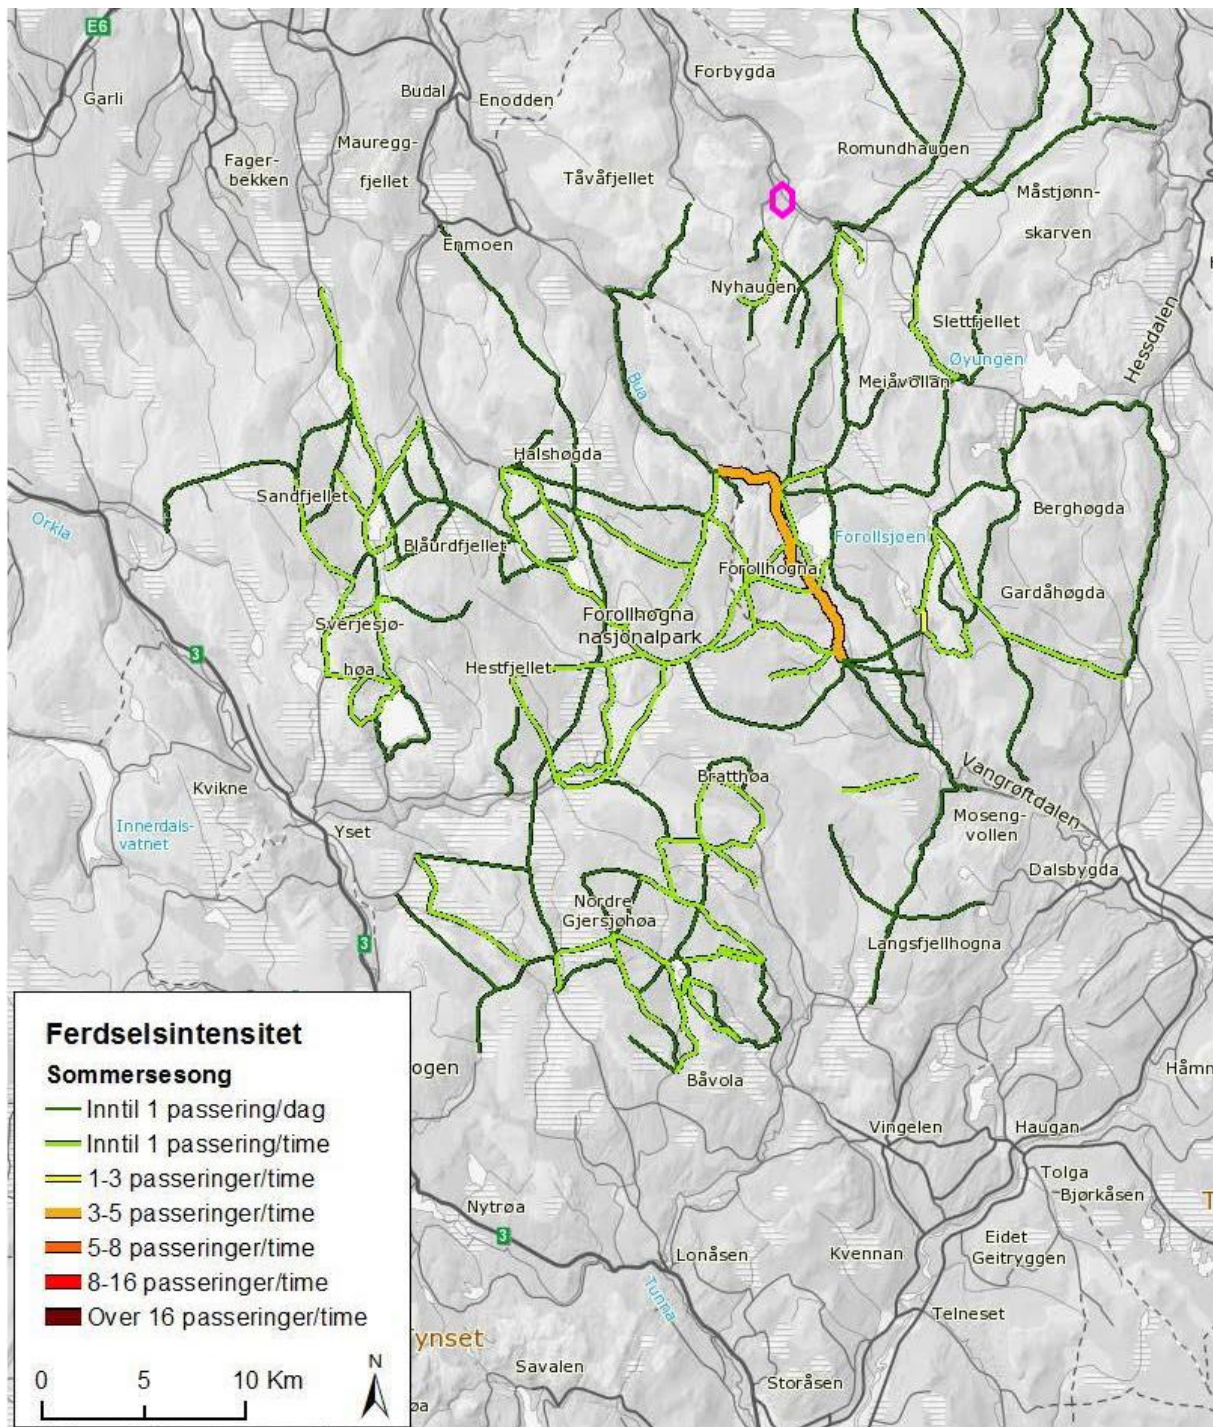 E6
Forbygda
Garli
Budal
Enodden
Mauregg-
fjellet
Fager-
bekken
Tåvåfjellet
Romundhaugen
Måstjønn-
skarven
Enmoen
Nyhaugen
Slettfjellet
Øyungen
Hessdalen
Bua
Meiåvollan
Halshøgda
Sandfjellet
Orkla
Berghøgda
Blåurdfjellet
Forollsjøen
Forollhogna
Gardåhøgda
Forollhogna
nasjonalpark
Sverjesjø-
høa
3
Hestfjellet
Bratthøa
Vangrøftdalen
Kvikne
Innerdals-
vatnet
Yset
Moseng-
vollen
Dalsbygda
Nordre
Gjersjøhøa
3
Langsfjellhogna
Ferdselsintensitet
Sommersesong
Inntil 1 passering/dag
Inntil 1 passering/time
1-3 passeringer/time
3-5 passeringer/time
5-8 passeringer/time
8-16 passeringer/time
Over 16 passeringer/time
0 5 10 Km
N
ogen
Båvola
Håmm
Vingelen
Haugan
Tolga
Bjørkåsen
Nytrøa
3
T
Lonåsen
Kvennan
Eidet
Geitryggen
Tunna
Telneset
ynset
Savalen
Storåsen
øa